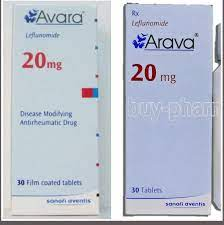 Avara®
Leflunomide
20mg
Disease Modifying
Antirheumatic Drug
30 Film coated tablets
sanofi aventis
Rx
Leflunomide
Arava®
20 mg
buy-pharm
30 Tablets
sanofi aventis